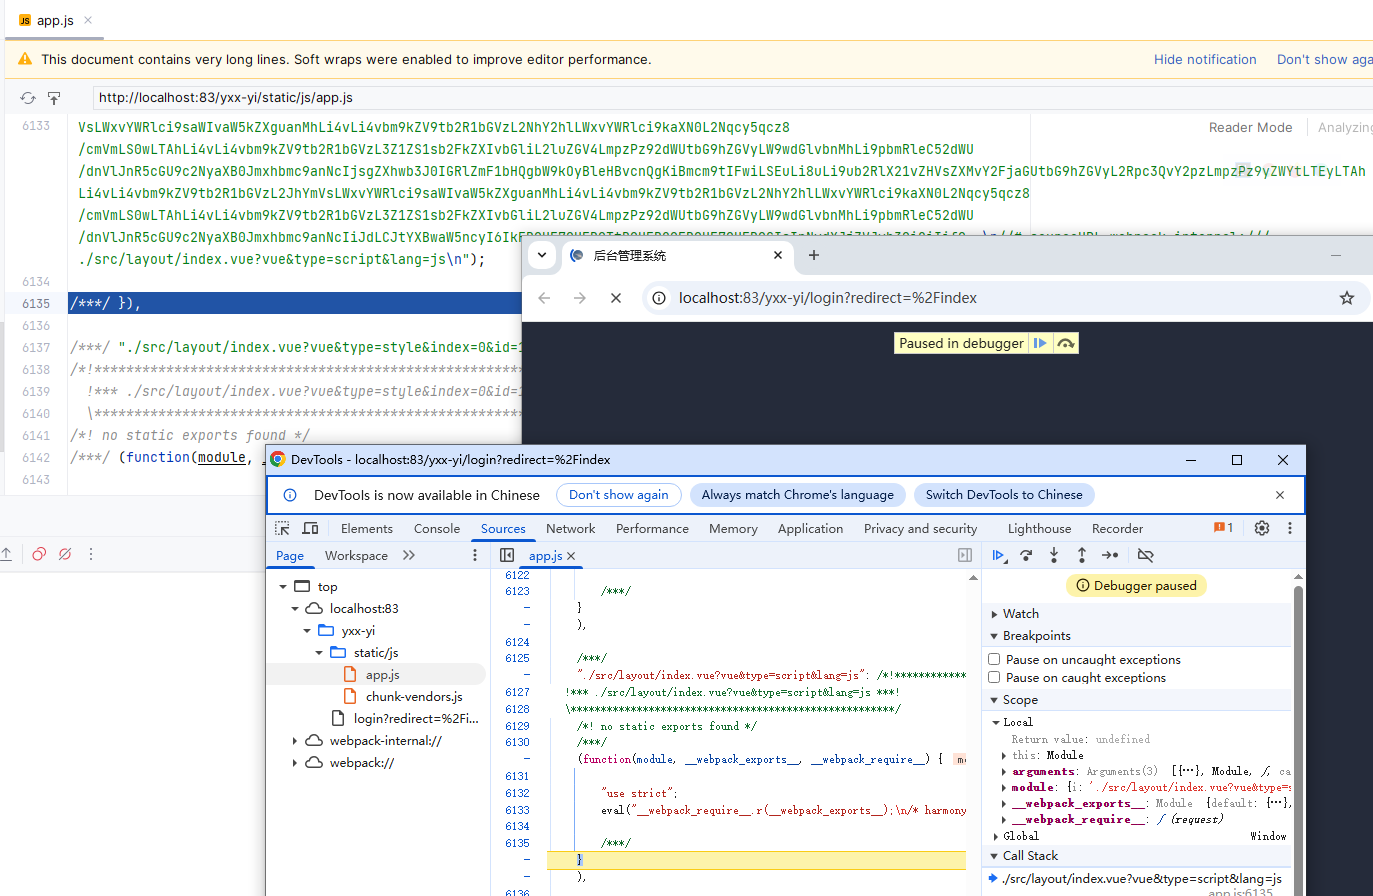 app.js
This document contains very long lines. Soft wraps were enabled to improve editor performance.
Hide notification
Don't show aga
http://localhost:83/yxx-yi/static/js/app.js
Reader Mode
Analyzing
6133
/cmVmLS0wLTAhLi4vLi4vbm9kZV9tb2R1bGVzL3Z1ZS1sb2FkZXIvbGliL2luZGV4LmpzPz92dWUtbG9hZGVyLW9wdGlvbnMhLi9pbmRleC52dWU
/cmVmLS0wLTAhLi4vLi4vbm9kZV9tb2R1bGVzL3Z1ZS1sb2FkZXIvbGliL2luZGV4LmpzPz92dWUtbG9hZGVyLW9wdGlvbnMhLi9pbmRleC52dWU
./src/layout/index.vue?vue&type=script&lang=js\n");
6134
6135 /***/ }),
6136
6137 /***/ "./src/layout/index.vue?vue&type=style&index=0&id=
6138
6139 !*** ./src/layout/index.vue?vue&type=style&index=0&id=
6140
6141 /*! no static exports found */
6142 /***/ (function(module,
6143
后台管理系统
localhost:83/yxx-yi/login?redirect=%2Findex
Paused in debugger
DevTools - localhost:83/yxx-yi/login?redirect=%2Findex
DevTools is now available in Chinese
Don't show again
Always match Chrome's language
Switch DevTools to Chinese
Elements
Console
Sources
Network
Performance
Memory
Application
Privacy and security
Lighthouse
Recorder
1
Page
Workspace
app.js
top
localhost:83
yxx-yi
static/js
app.js
chunk-vendors.js
login?redirect=%2Fi...
webpack-internal://
webpack://
6122
6123 /***/
- }
- ),
6124
6125 /***/
- "./src/layout/index.vue?vue&type=script&lang=js": /*!*************
6127 !*** ./src/layout/index.vue?vue&type=script&lang=js ***!
6128
6129 /*! no static exports found */
6130 /***/
- (function(module, __webpack_exports__, __webpack_require__) { mo
6131
6132 "use strict";
6133 eval("__webpack_require__.r(__webpack_exports__);\n/* harmony
6134
6135 /***/
- }
- ),
6136
Debugger paused
Watch
Breakpoints
Pause on uncaught exceptions
Pause on caught exceptions
Scope
Local
Return value: undefined
this: Module
arguments: Arguments(3) [{…}, Module, ƒ, ca
module: {i: './src/layout/index.vue?vue&type=s
__webpack_exports__: Module {default: {…},
__webpack_require__: ƒ (request)
Global
Window
Call Stack
./src/layout/index.vue?vue&type=script&lang=js
app.js:6135